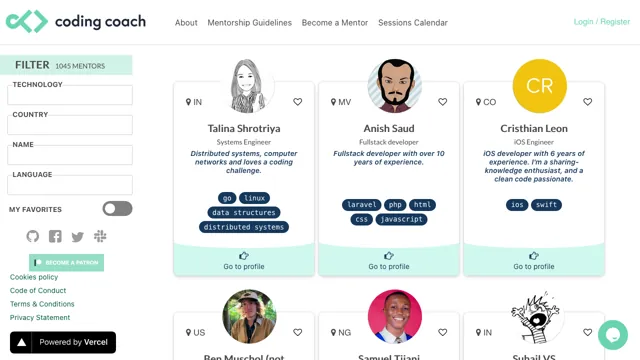 coding coach
About
Mentorship Guidelines
Become a Mentor
Sessions Calendar
Login / Register
FILTER 1045 MENTORS
TECHNOLOGY
COUNTRY
NAME
LANGUAGE
MY FAVORITES
BECOME A PATRON
Cookies policy
Code of Conduct
Terms & Conditions
Privacy Statement
Powered by Vercel
IN
Talina Shrotriya
Systems Engineer
Distributed systems, computer
networks and loves a coding
challenge.
go linux
data structures
distributed systems
Go to profile
MV
Anish Saud
Fullstack developer
Fullstack developer with over 10
years of experience.
laravel php html
css javascript
Go to profile
CR
CO
Cristhian Leon
iOS Engineer
iOS developer with 6 years of
experience. I'm a sharing-
knowledge enthusiast, and a
clean code passionate.
ios swift
Go to profile
US
Ben Muschol (not
NG
Samuel Tijani
IN
Suhail VS